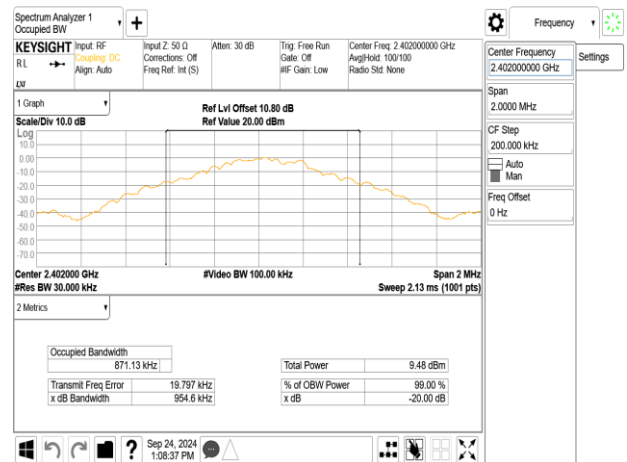 Spectrum Analyzer 1
Occupied BW
Frequency
KEYSIGHT
RL
LXI
Input: RF
Coupling: DC
Align: Auto
Input Z: 50 Ω
Corrections: Off
Freq Ref: Int (S)
Atten: 30 dB
Trig: Free Run
Gate: Off
#IF Gain: Low
Center Freq: 2.402000000 GHz
Avg|Hold: 100/100
Radio Std: None
Center Frequency
2.402000000 GHz
Settings
Span
2.0000 MHz
CF Step
200.000 kHz
Auto
Man
Freq Offset
0 Hz
1 Graph
Ref Lvl Offset 10.80 dB
Scale/Div 10.0 dB
Ref Value 20.00 dBm
Log
10.0
0.00
-10.0
-20.0
-30.0
-40.0
-50.0
-60.0
-70.0
Center 2.402000 GHz
#Video BW 100.00 kHz
Span 2 MHz
#Res BW 30.000 kHz
Sweep 2.13 ms (1001 pts)
2 Metrics
Occupied Bandwidth
871.13 kHz
Total Power 9.48 dBm
Transmit Freq Error 19.797 kHz
% of OBW Power 99.00 %
x dB Bandwidth 954.6 kHz
x dB -20.00 dB
?
Sep 24, 2024
1:08:37 PM